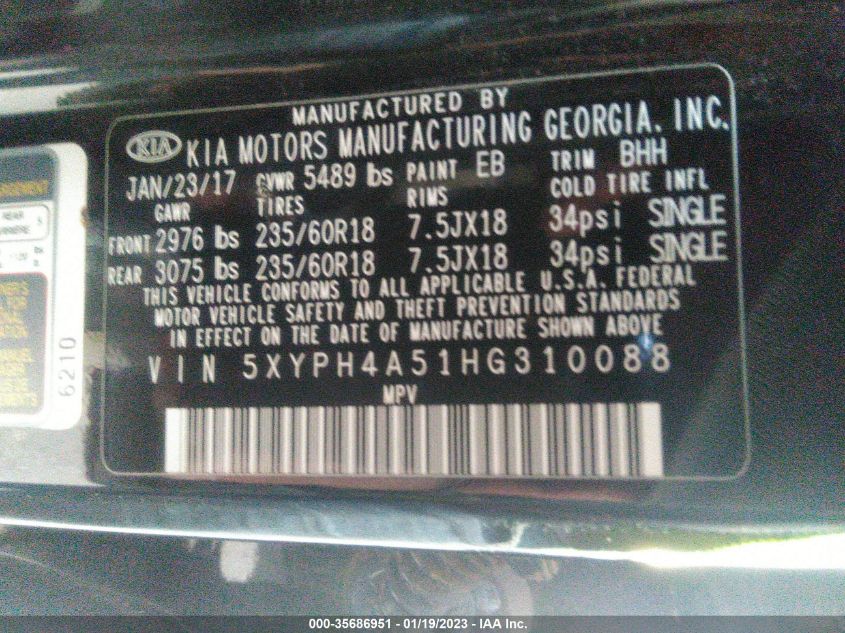 MANUFACTURED BY
KIA KIA MOTORS MANUFACTURING GEORGIA, INC.
JAN/23/17 GVWR 5489 lbs PAINT EB TRIM BHH
GAWR TIRES RIMS COLD TIRE INFL
FRONT 2976 lbs 235/60R18 7.5JX18 34psi SINGLE
REAR 3075 lbs 235/60R18 7.5JX18 34psi SINGLE
THIS VEHICLE CONFORMS TO ALL APPLICABLE U.S.A. FEDERAL
MOTOR VEHICLE SAFETY AND THEFT PREVENTION STANDARDS
IN EFFECT ON THE DATE OF MANUFACTURE SHOWN ABOVE
VIN 5XYPH4A51HG310088
MPV
REAR
6210
000-35686951 - 01/19/2023 - IAA Inc.